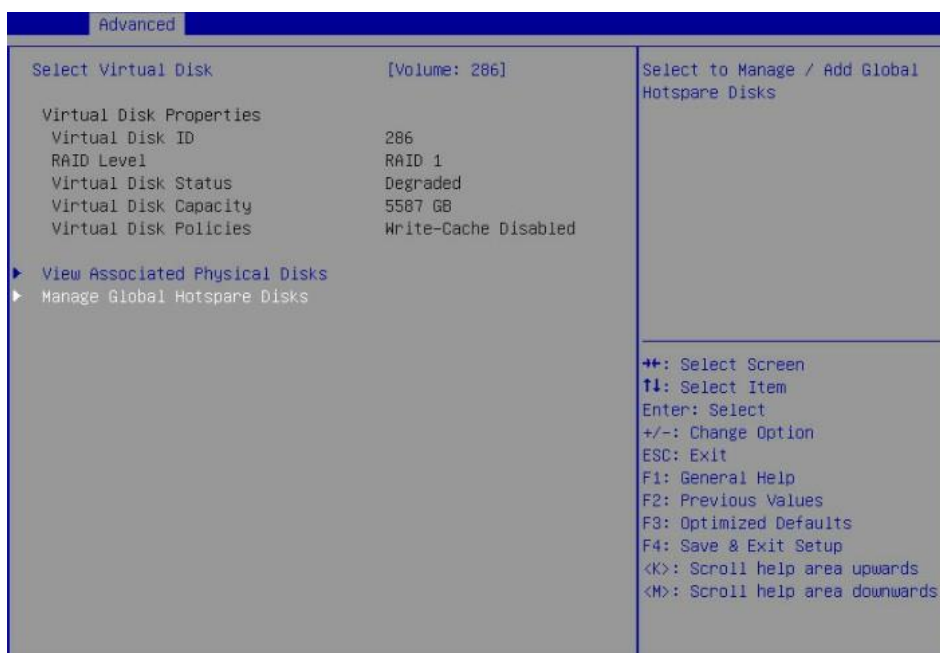 Advanced
Select Virtual Disk [Volume: 286]
Virtual Disk Properties
Virtual Disk ID 286
RAID Level RAID 1
Virtual Disk Status Degraded
Virtual Disk Capacity 5587 GB
Virtual Disk Policies Write-Cache Disabled
View Associated Physical Disks
Manage Global Hotspare Disks
Select to Manage / Add Global
Hotspare Disks
→←: Select Screen
↑↓: Select Item
Enter: Select
+/-: Change Option
ESC: Exit
F1: General Help
F2: Previous Values
F3: Optimized Defaults
F4: Save & Exit Setup
<K>: Scroll help area upwards
<M>: Scroll help area downwards